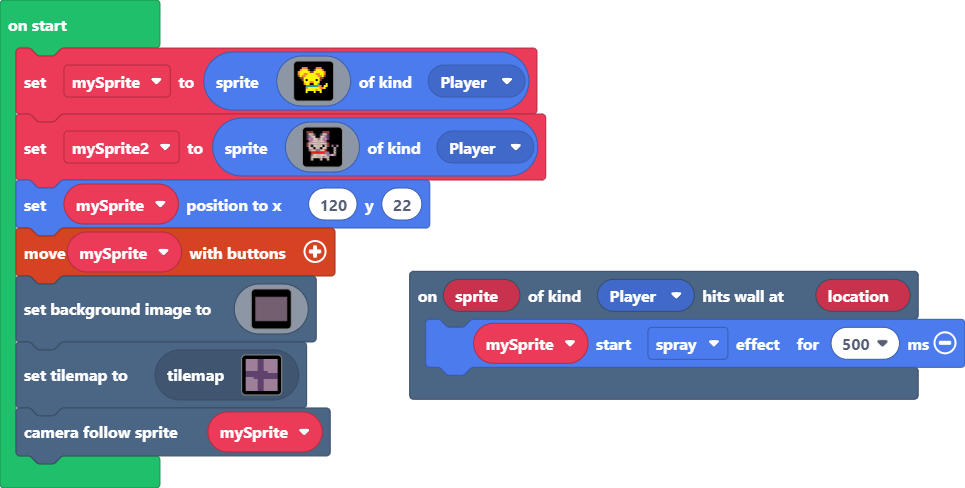 on start
set mySprite to sprite of kind Player
set mySprite2 to sprite of kind Player
set mySprite position to x 120 y 22
move mySprite with buttons
set background image to
set tilemap to tilemap
camera follow sprite mySprite
on sprite of kind Player hits wall at location
mySprite start spray effect for 500 ms